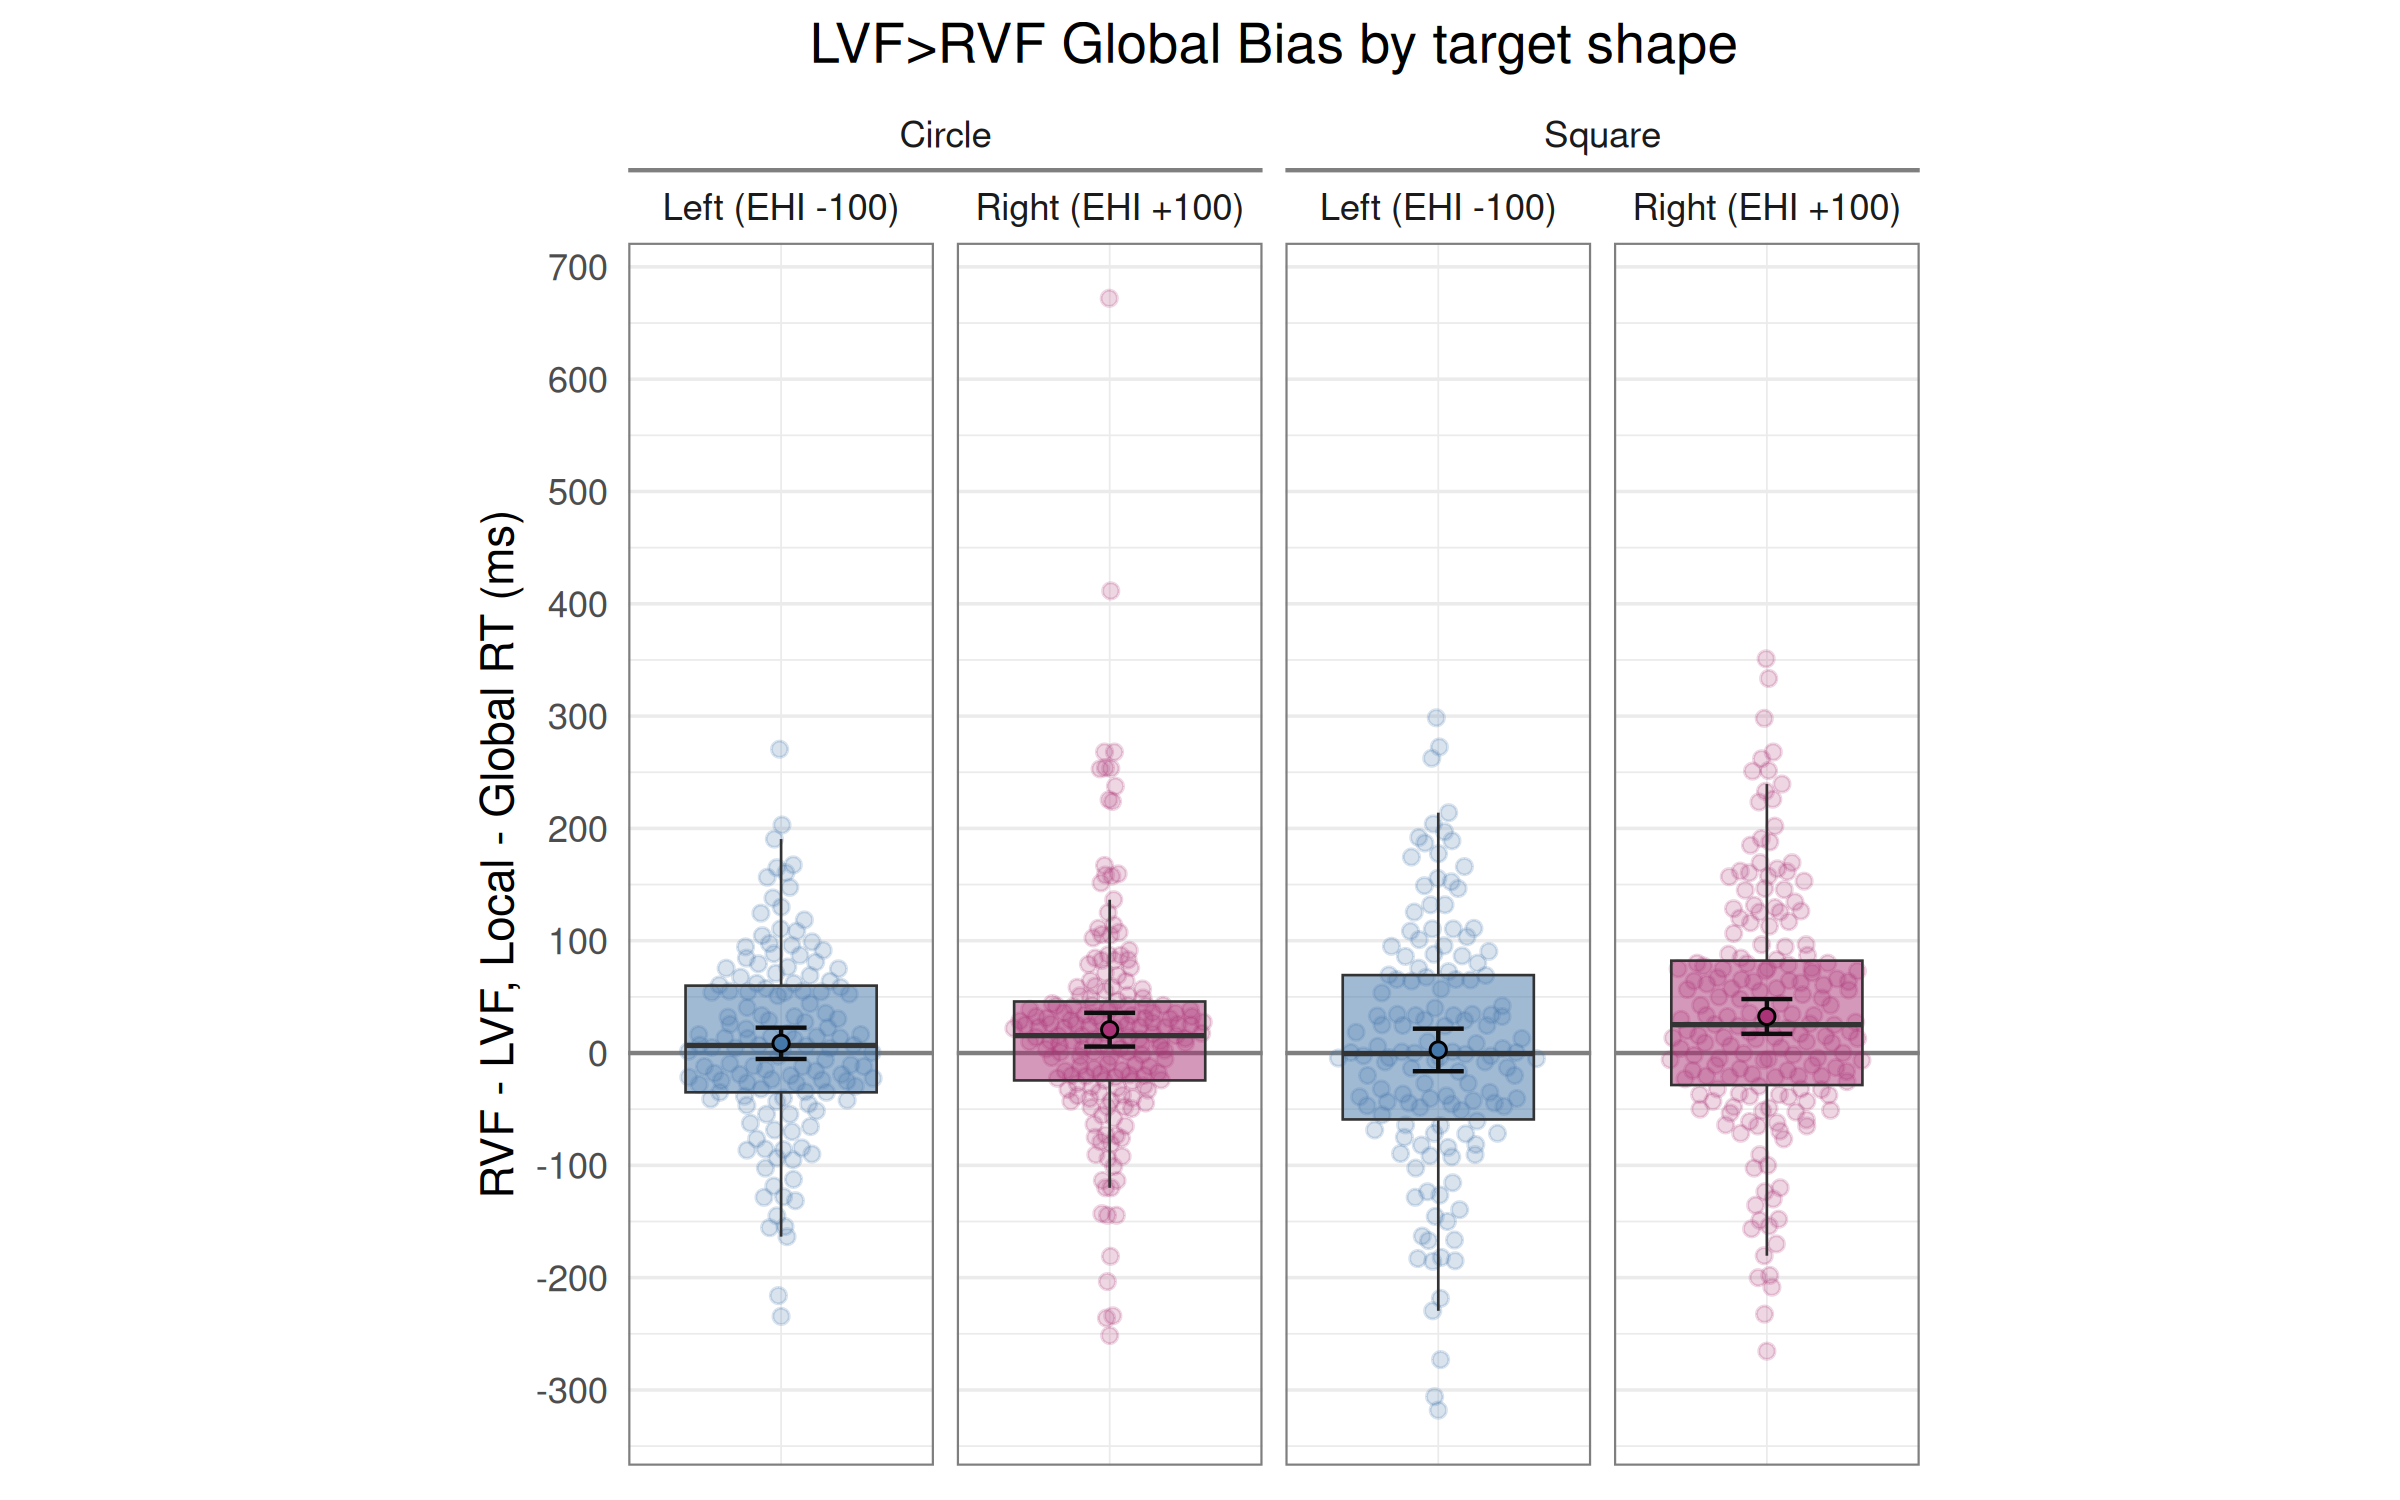 LVF>RVF Global Bias by target shape
Circle
Square
Left (EHI -100)
Right (EHI +100)
Left (EHI -100)
Right (EHI +100)
RVF - LVF, Local - Global RT (ms)
700
600
500
400
300
200
100
0
-100
-200
-300